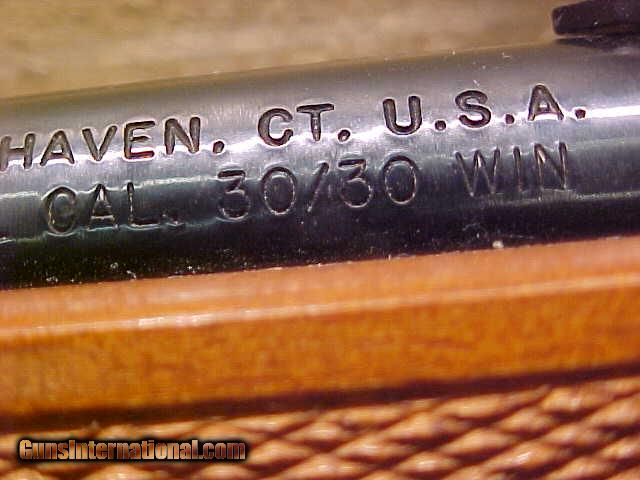 HAVEN, CT. U.S.A.
CAL. 30/30 WIN
GunsInternational.com